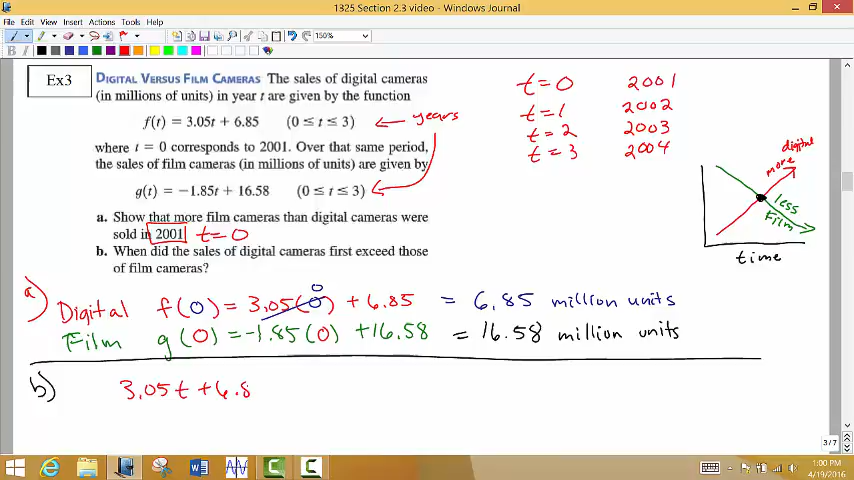 1325 Section 2.3 video - Windows Journal
File Edit View Insert Actions Tools Help
150%
B I
Ex3
DIGITAL VERSUS FILM CAMERAS The sales of digital cameras
(in millions of units) in year t are given by the function
f(t) = 3.05t + 6.85 (0 ≤ t ≤ 3)
years
where t = 0 corresponds to 2001. Over that same period,
the sales of film cameras (in millions of units) are given by
g(t) = −1.85t + 16.58 (0 ≤ t ≤ 3)
a. Show that more film cameras than digital cameras were
sold in 2001 t = 0
b. When did the sales of digital cameras first exceed those
of film cameras?
t = 0 2001
t = 1 2002
t = 2 2003
t = 3 2004
more digital
less film
time
a) Digital f(0) = 3.05(0) + 6.85 = 6.85 million units
0
Film g(0) = -1.85(0) + 16.58 = 16.58 million units
b) 3.05t + 6.8
3/7
1:00 PM
4/19/2016